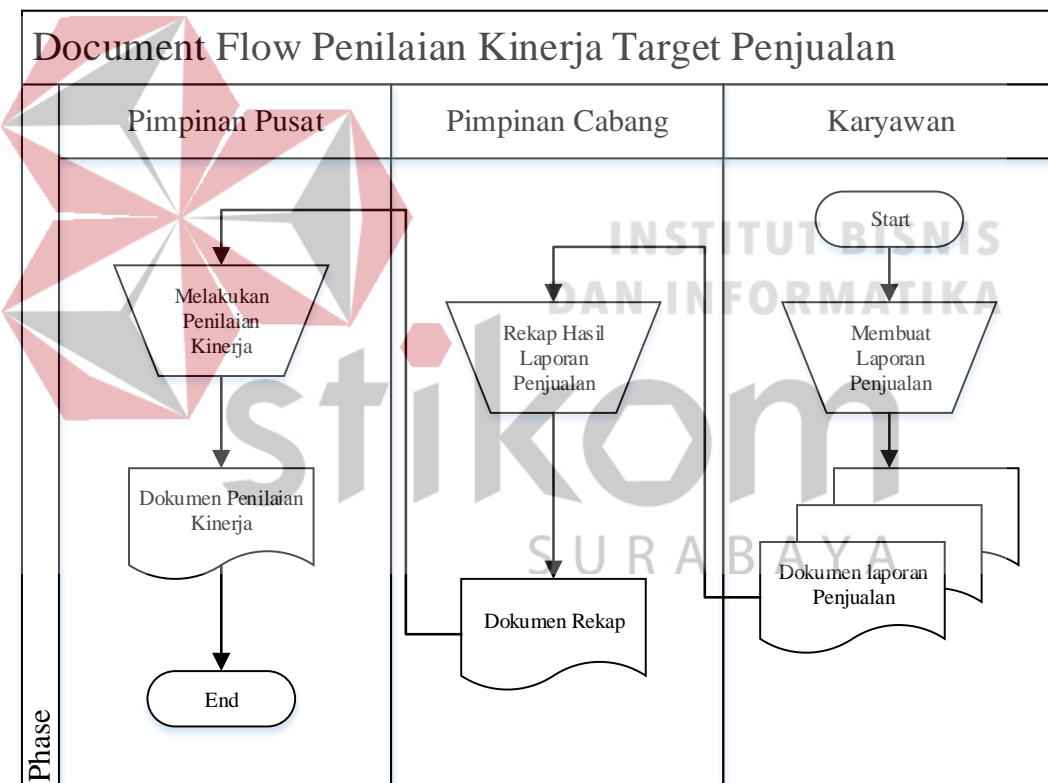 Document Flow Penilaian Kinerja Target Penjualan
Pimpinan Pusat
Pimpinan Cabang
Karyawan
Start
Melakukan
Penilaian
Kinerja
Rekap Hasil
Laporan
Penjualan
Membuat
Laporan
Penjualan
Dokumen Penilaian
Kinerja
Dokumen Rekap
Dokumen laporan
Penjualan
End
Phase
INSTITUT BISNIS
DAN INFORMATIKA
stikom
SURABAYA